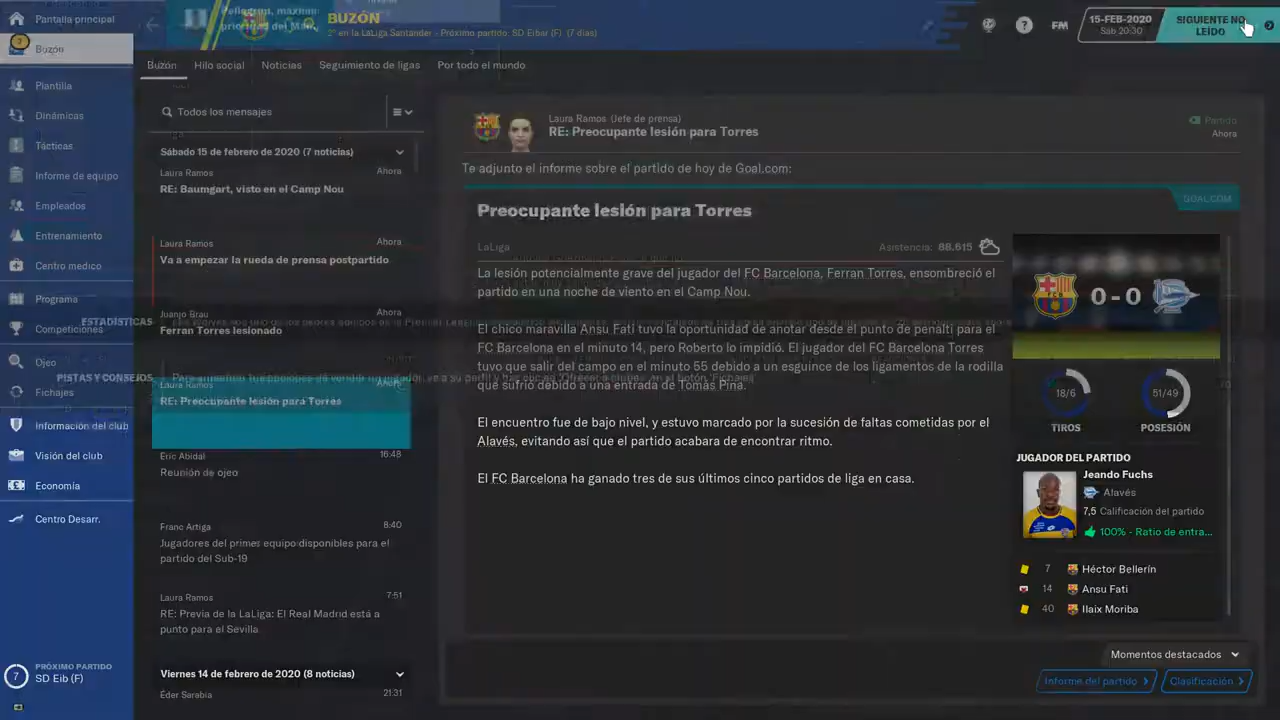 Pantalla principal
Pellegrini, máxima
prioridad del Man
BUZÓN
2º en la LaLiga Santander - Próximo partido: SD Eibar (F) (7 días)
FM
15-FEB-2020
Sáb 20:30
SIGUIENTE NO
LEÍDO
3
Buzón
Buzón
Hilo social
Noticias
Seguimiento de ligas
Por todo el mundo
Plantilla
Dinámicas
Tácticas
Informe de equipo
Empleados
Entrenamiento
Centro medico
Programa
Competiciones
Ojeo
Fichajes
Información del club
Visión del club
Economía
Centro Desarr.
7
PRÓXIMO PARTIDO
SD Eib (F)
Todos los mensajes
Sábado 15 de febrero de 2020 (7 noticias)
Laura Ramos
Ahora
RE: Baumgart, visto en el Camp Nou
Laura Ramos
Ahora
Va a empezar la rueda de prensa postpartido
Juanjo Brau
Ahora
Ferran Torres lesionado
ESTADÍSTICAS
PISTAS Y CONSEJOS
Laura Ramos
Ahora
RE: Preocupante lesión para Torres
Eric Abidal
16:48
Reunión de ojeo
Franc Artiga
8:40
Jugadores del primes equipo disponibles para el
partido del Sub-19
Laura Ramos
7:51
RE: Previa de la LaLiga: El Real Madrid está a
punto para el Sevilla
Viernes 14 de febrero de 2020 (8 noticias)
Éder Sarabia
21:31
Laura Ramos (Jefe de prensa)
RE: Preocupante lesión para Torres
Partido
Ahora
Te adjunto el informe sobre el partido de hoy de Goal.com:
GOAL.COM
Preocupante lesión para Torres
LaLiga
Asistencia: 88.615
La lesión potencialmente grave del jugador del FC Barcelona, Ferran Torres, ensombreció el
partido en una noche de viento en el Camp Nou.
El chico maravilla Ansu Fati tuvo la oportunidad de anotar desde el punto de penalti para el
FC Barcelona en el minuto 14, pero Roberto lo impidió. El jugador del FC Barcelona Torres
tuvo que salir del campo en el minuto 55 debido a un esguince de los ligamentos de la rodilla
que sufrió debido a una entrada de Tomás Pina.
El encuentro fue de bajo nivel, y estuvo marcado por la sucesión de faltas cometidas por el
Alavés, evitando así que el partido acabara de encontrar ritmo.
El FC Barcelona ha ganado tres de sus últimos cinco partidos de liga en casa.
0 - 0
18/6
TIROS
51/49
POSESIÓN
JUGADOR DEL PARTIDO
Jeando Fuchs
Alavés
7,5 Calificación del partido
100% - Ratio de entra...
7 Héctor Bellerín
14 Ansu Fati
40 Ilaix Moriba
Momentos destacados
Informe del partido
Clasificación